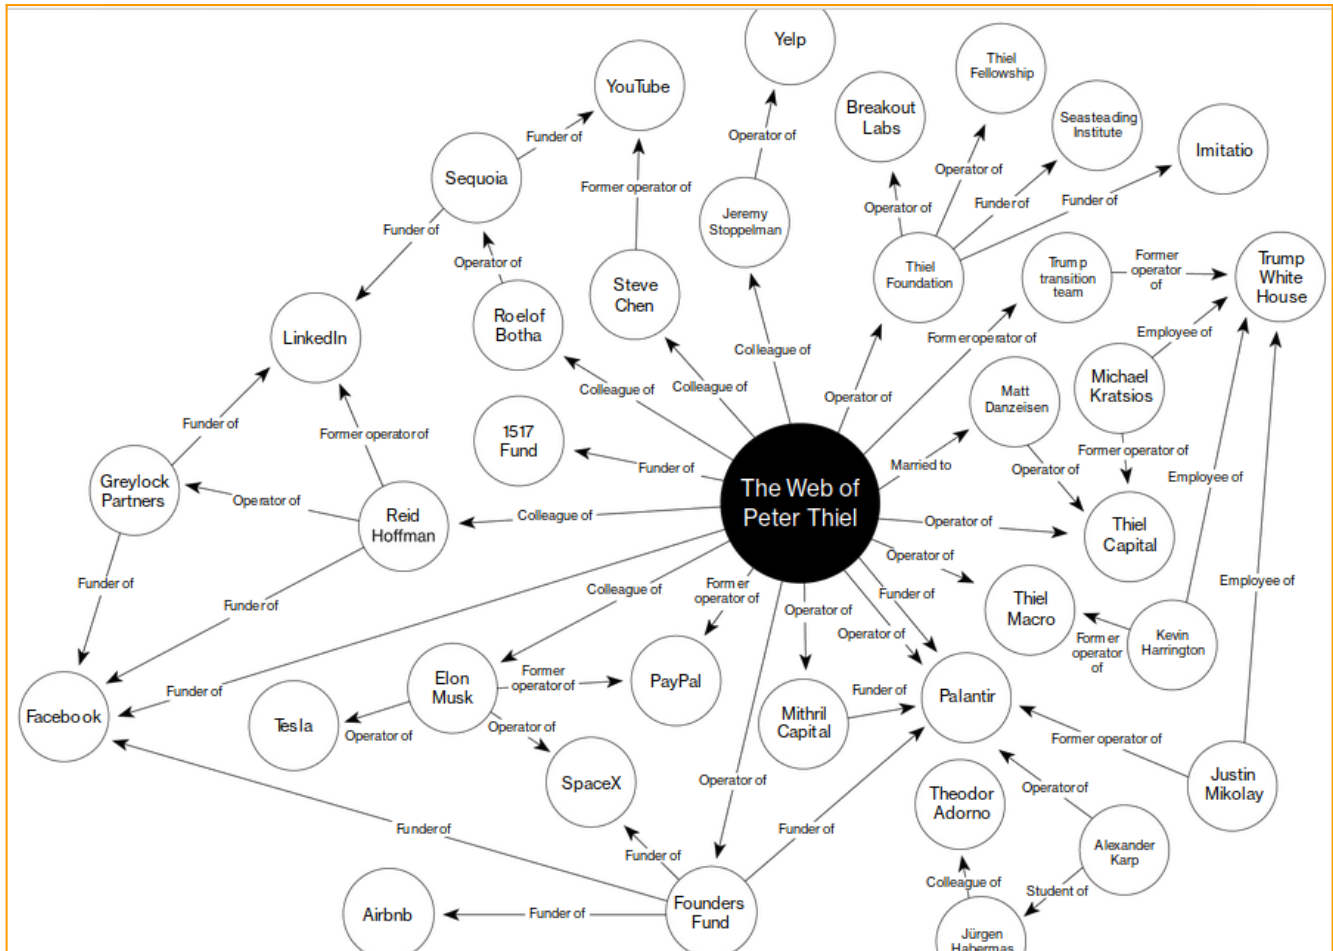 Yelp
Thiel
Fellowship
YouTube
Breakout
Labs
Seasteading
Institute
Imitatio
Funder of
Operator of
Sequoia
Former operator of
Operator of
Funder of
Funder of
Operator of
Jeremy
Stoppelman
Funder of
Operator of
Steve
Chen
Thiel
Foundation
Trump
transition
team
Former
operator
of
Trump
White
House
Roelof
Botha
LinkedIn
Former operator of
Employee of
Colleague of
Colleague of
Colleague of
Operator of
Matt
Danzeisen
Michael
Kratsios
1517
Fund
Funder of
Former operator of
Funder of
Married to
Operator of
Former operator of
Employee of
Greylock
Partners
Operator of
Reid
Hoffman
Colleague of
The Web of
Peter Thiel
Operator of
Thiel
Capital
Operator of
Funder of
Colleague of
Former
operator of
Operator of
Funder of
Operator of
Thiel
Macro
Former
operator
of
Kevin
Harrington
Employee of
Funder of
Facebook
Funder of
Tesla
Operator of
Elon
Musk
Former
operator of
Operator of
PayPal
Mithril
Capital
Funder of
Palantir
Former operator of
Justin
Mikolay
SpaceX
Operator of
Theodor
Adorno
Operator of
Funder of
Funder of
Funder of
Alexander
Karp
Colleague of
Student of
Airbnb
Funder of
Founders
Fund
Jürgen
Habermas